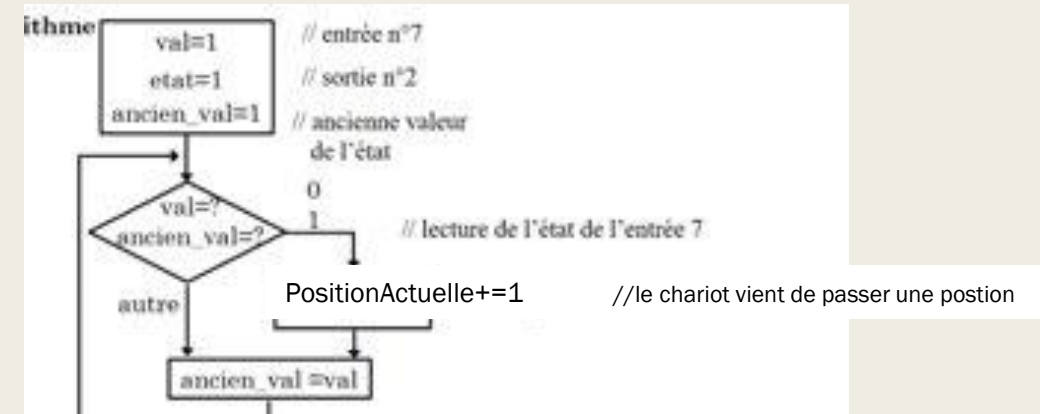 ithme
val=1 // entrée n°7
etat=1 // sortie n°2
ancien_val=1 // ancienne valeur
de l'état
0
val=?
1
ancien_val=? // lecture de l'état de l'entrée 7
PositionActuelle+=1 //le chariot vient de passer une postion
autre
ancien_val =val